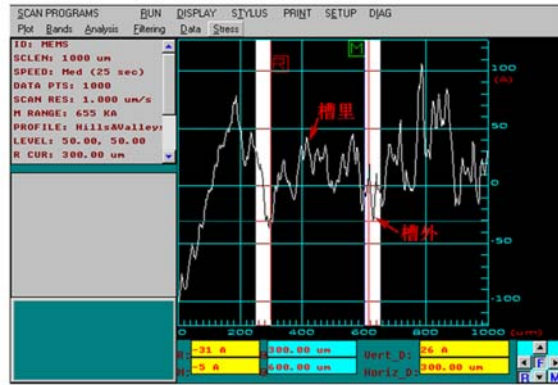 SCAN PROGRAMS RUN DISPLAY STYLUS PRINT SETUP DIAG
Plot Bands Analysis Filtering Data Stress
ID: MEMS
SCLEN: 1000 um
SPEED: Med (25 sec)
DATA PTS: 1000
SCAN RES: 1.000 um/s
M RANGE: 655 KA
PROFILE: Hills&Valleys
LEVEL: 50.00, 50.00
R CUR: 300.00 um
R
M
100
(A)
槽里
50
0
槽外
-50
-100
0 200 400 600 800 1000 (um)
R: -31 A @ 300.00 um Vert_D: 26 A
M: -5 A @ 600.00 um Horiz_D: 300.00 um
F
R M